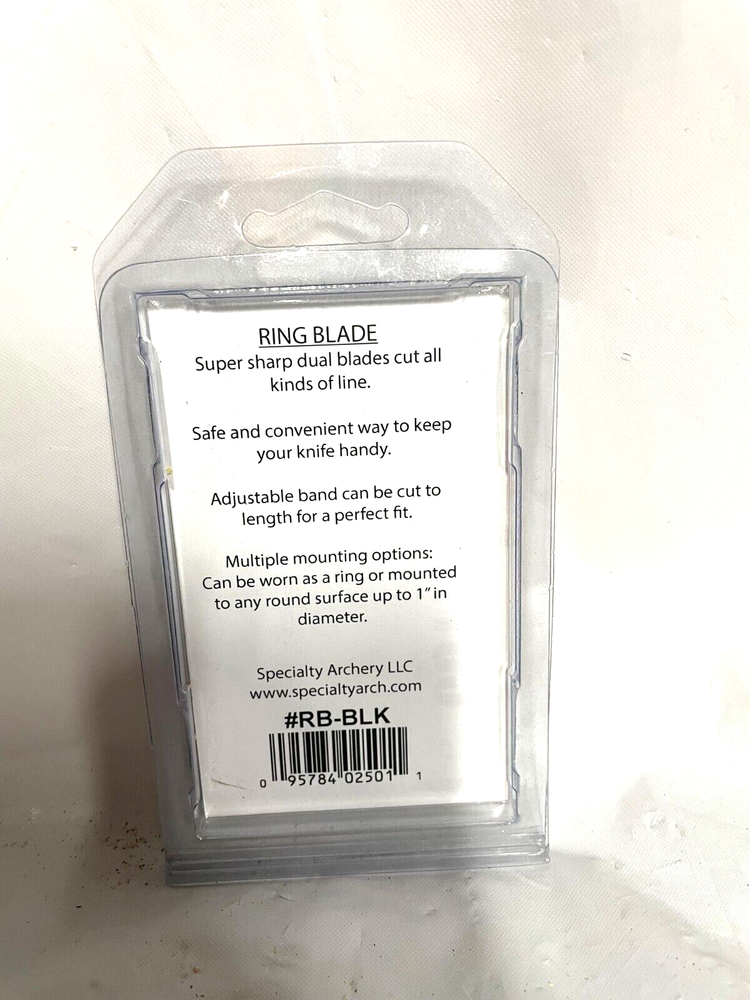 RING BLADE
Super sharp dual blades cut all
kinds of line.
Safe and convenient way to keep
your knife handy.
Adjustable band can be cut to
length for a perfect fit.
Multiple mounting options:
Can be worn as a ring or mounted
to any round surface up to 1” in
diameter.
Specialty Archery LLC
www.specialtyarch.com
#RB-BLK
0 95784 02501 1